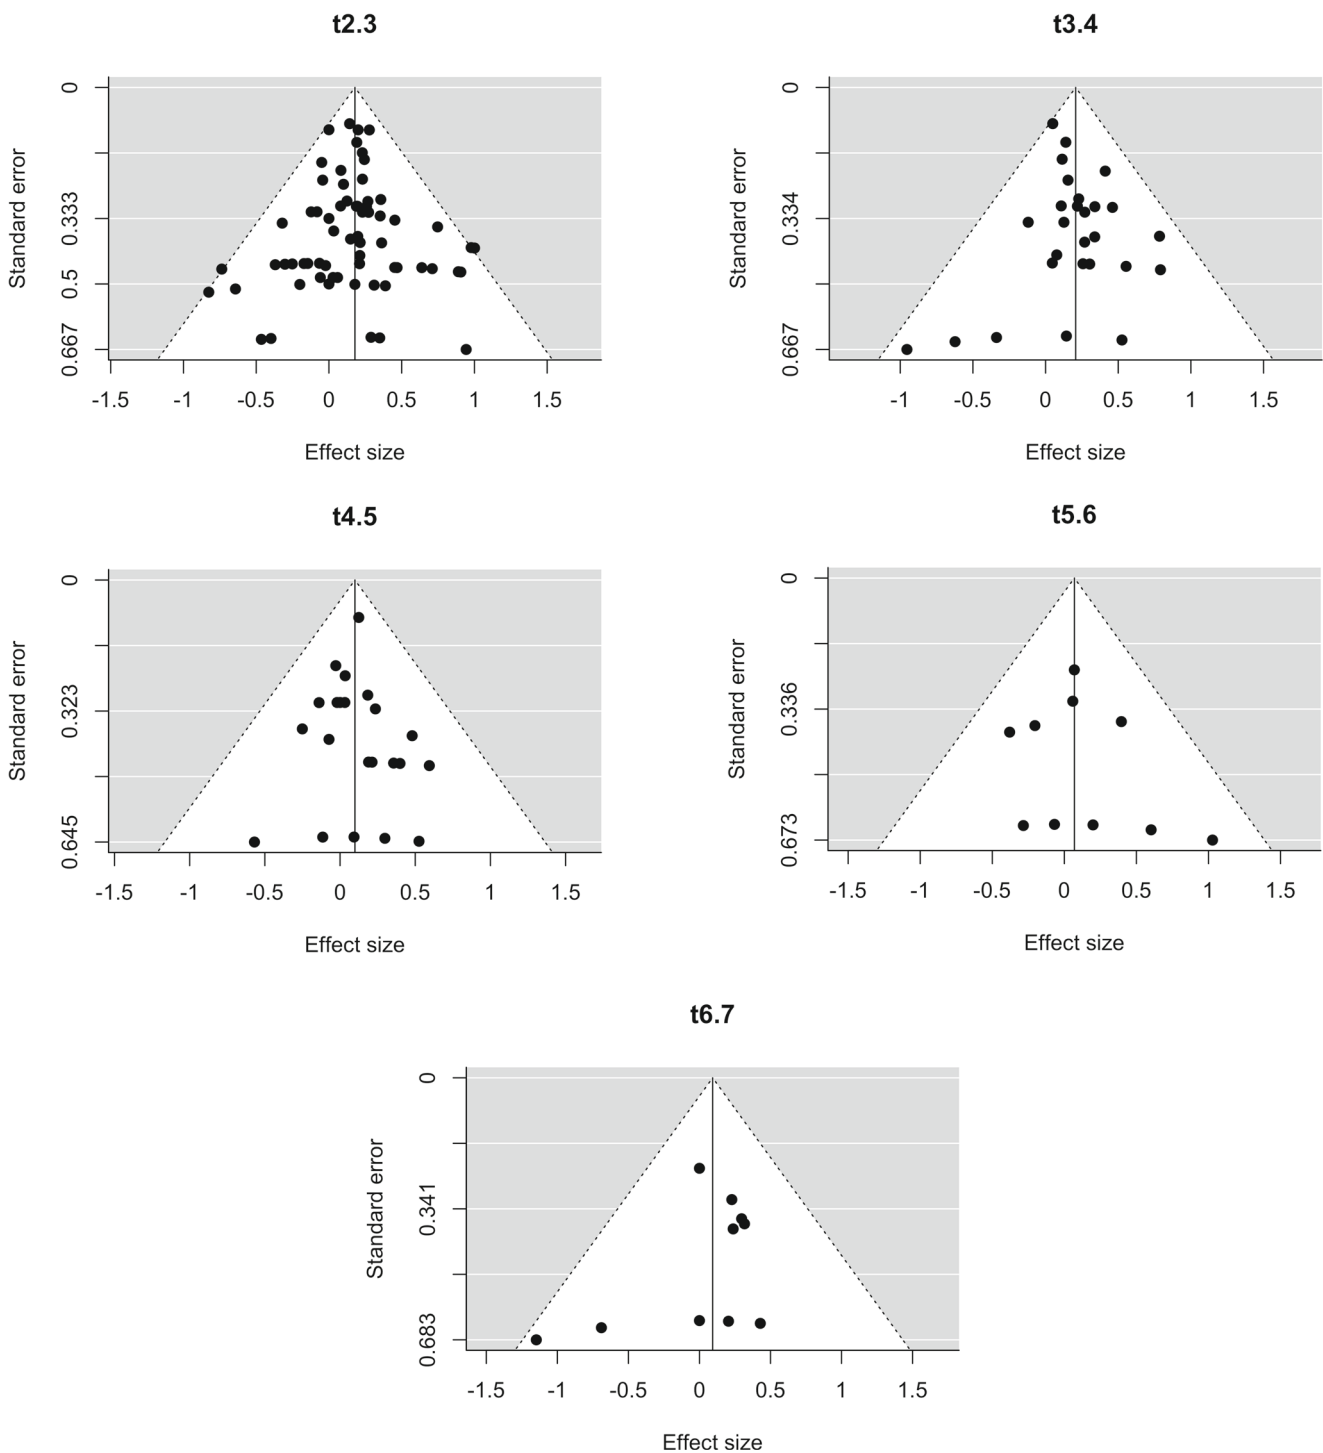 t2.3
Standard error
0
0.333
0.5
0.667
-1.5 -1 -0.5 0 0.5 1 1.5
Effect size
t3.4
Standard error
0
0.334
0.667
-1 -0.5 0 0.5 1 1.5
Effect size
t4.5
Standard error
0
0.323
0.645
-1.5 -1 -0.5 0 0.5 1 1.5
Effect size
t5.6
Standard error
0
0.336
0.673
-1.5 -1 -0.5 0 0.5 1 1.5
Effect size
t6.7
Standard error
0
0.341
0.683
-1.5 -1 -0.5 0 0.5 1 1.5
Effect size